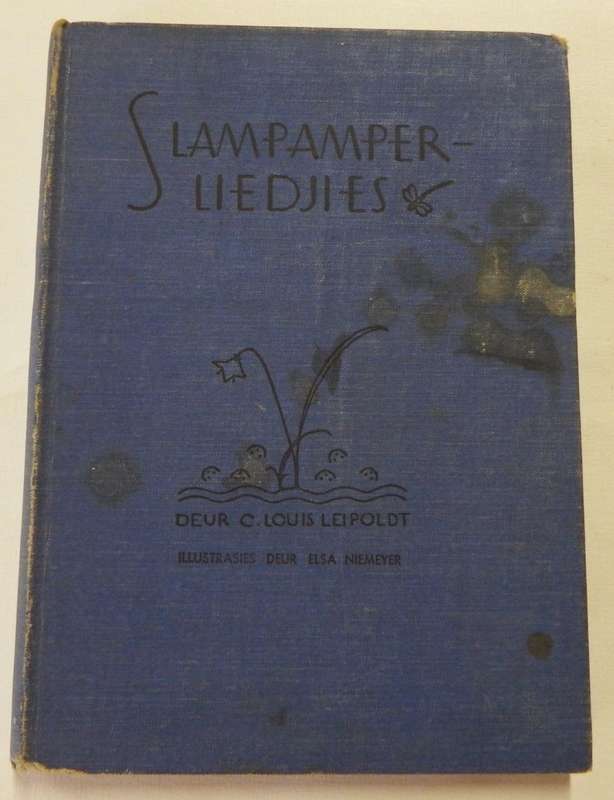 SLAMPAMPER-
LIEDJIES
DEUR C. LOUIS LEIPOLDT
ILLUSTRASIES DEUR ELSA NIEMEYER